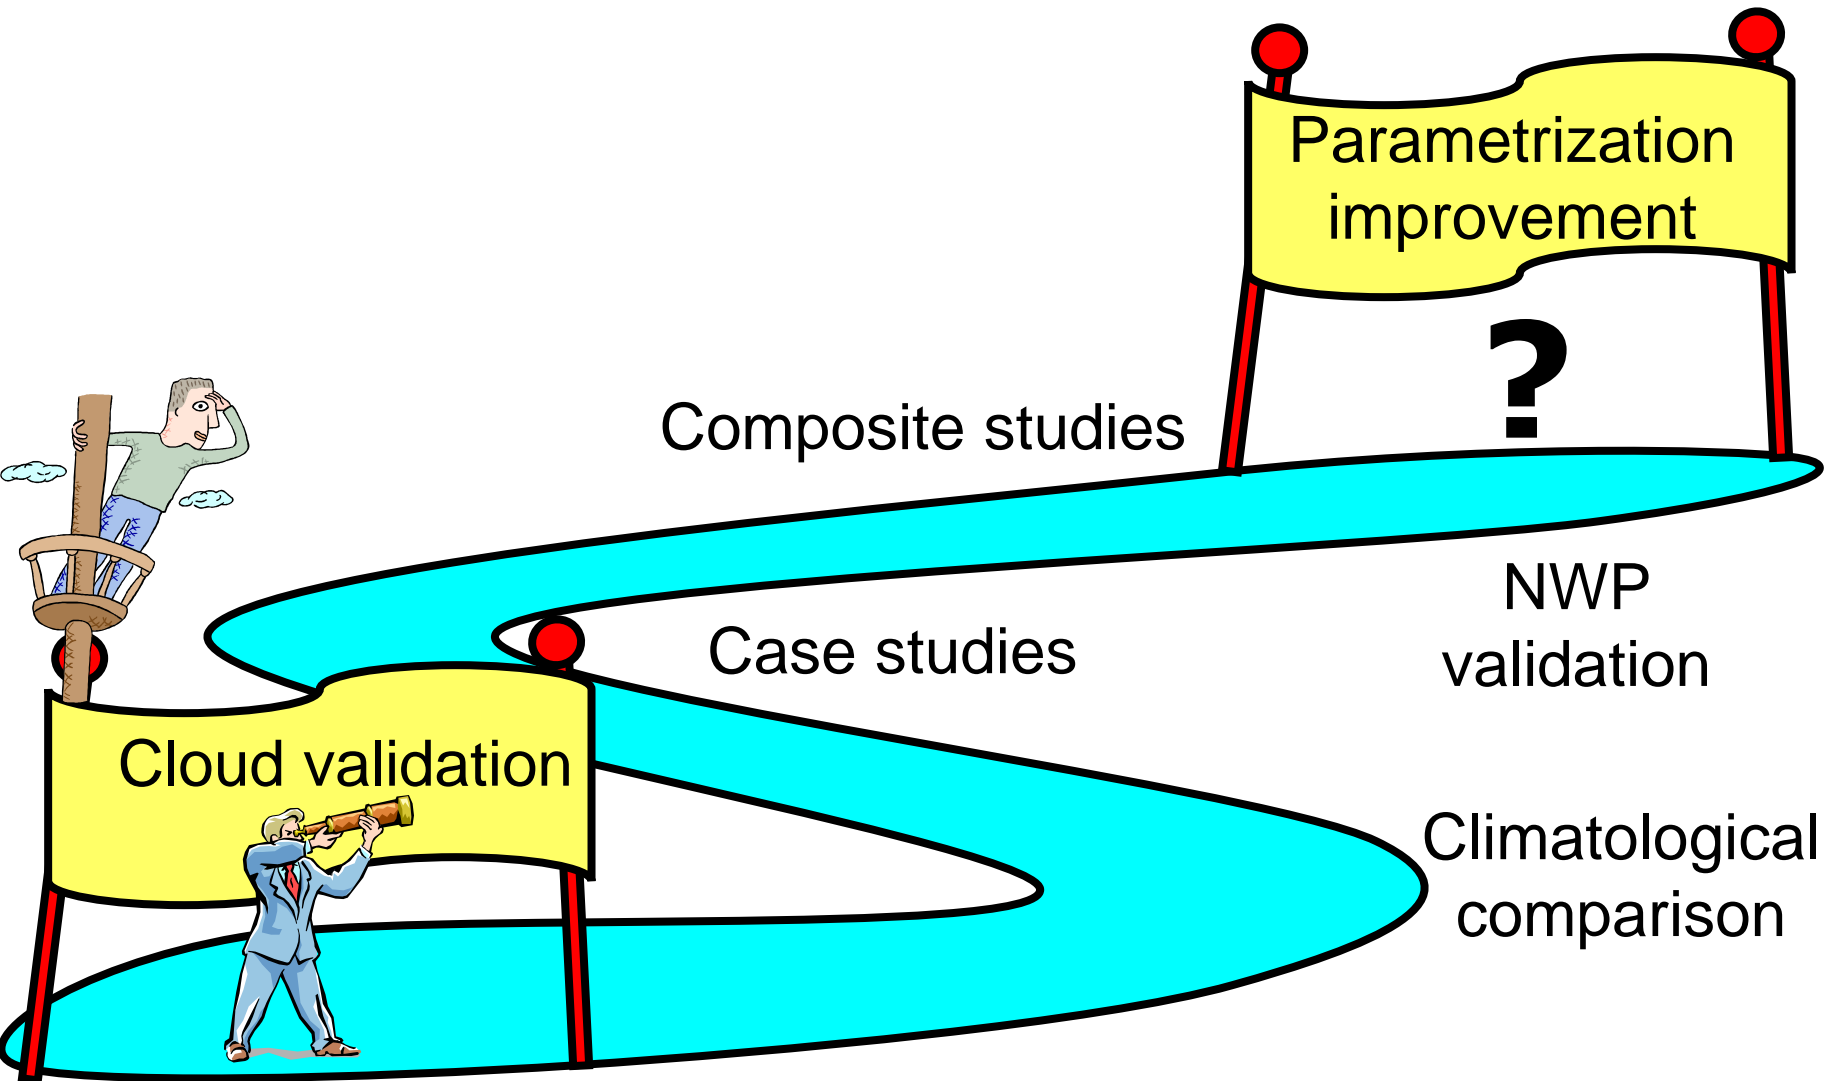 Parametrization
improvement
?
Composite studies
NWP
validation
Case studies
Cloud validation
Climatological
comparison